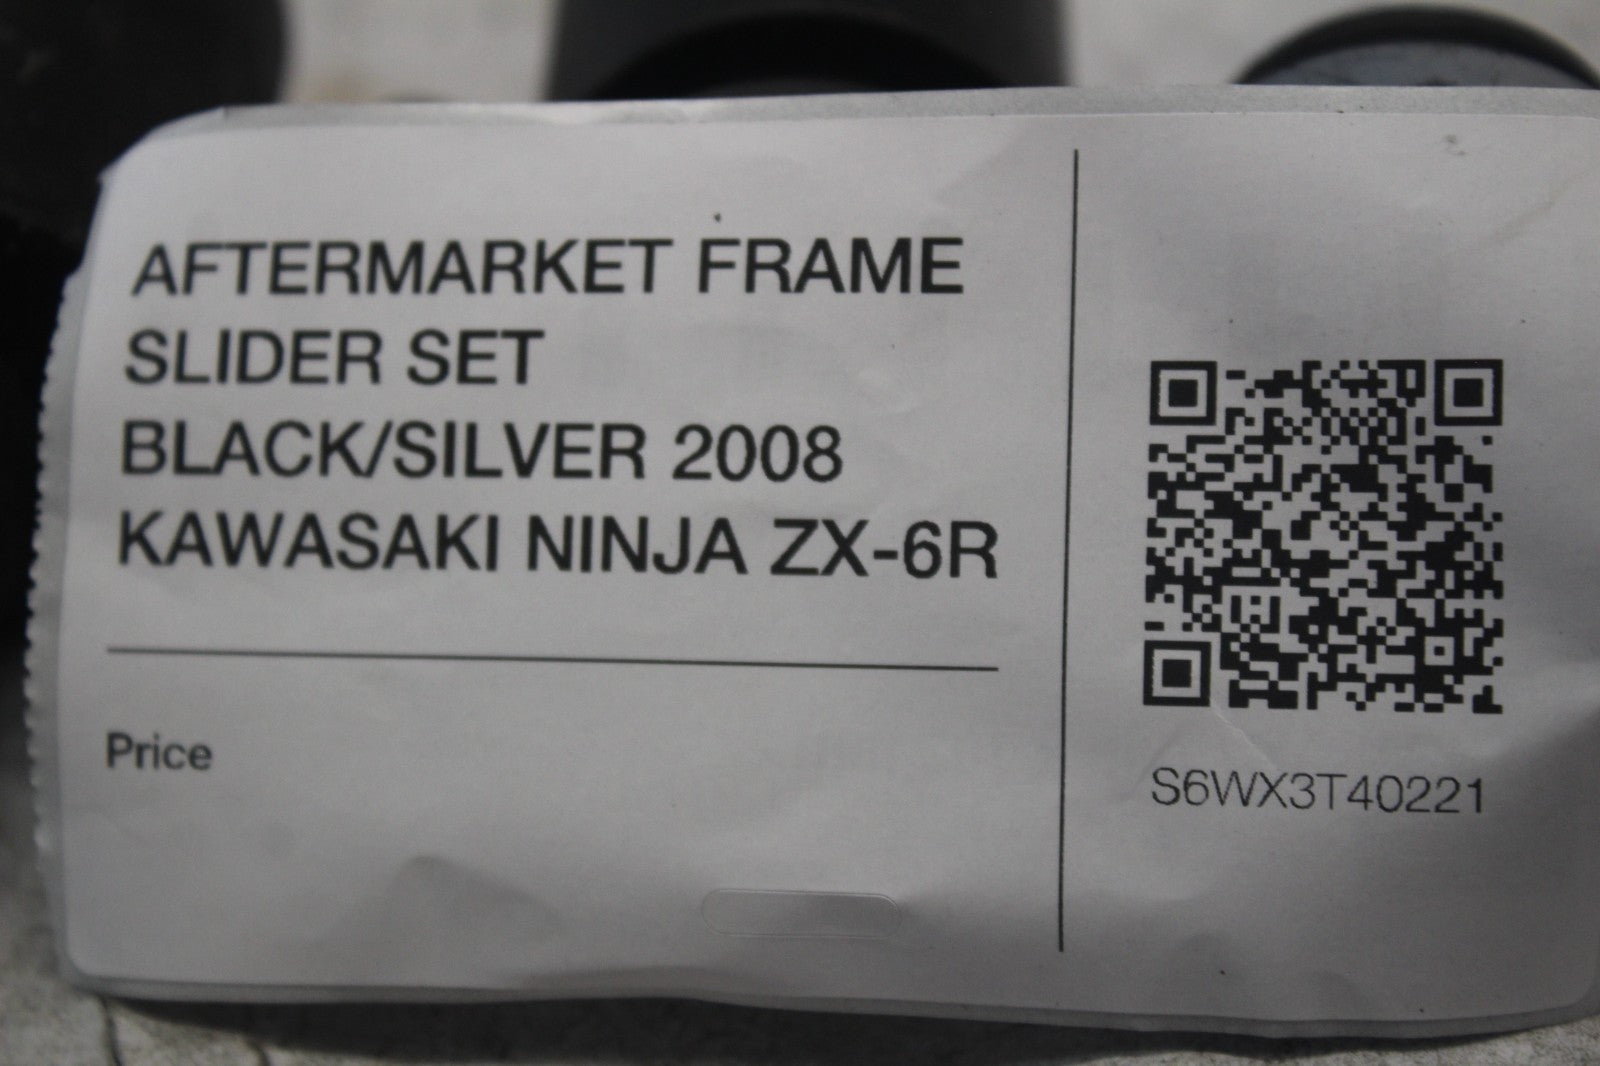 AFTERMARKET FRAME
SLIDER SET
BLACK/SILVER 2008
KAWASAKI NINJA ZX-6R
Price
S6WX3T40221